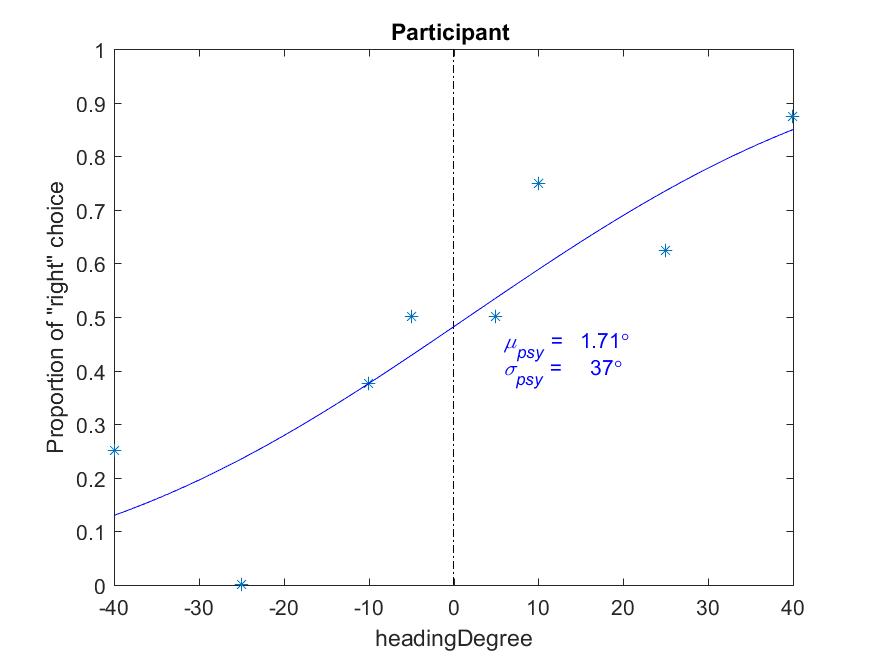 Participant
1
0.9
0.8
0.7
0.6
0.5
0.4
0.3
0.2
0.1
0
Proportion of "right" choice
μpsy = 1.71°
σpsy = 37°
-40 -30 -20 -10 0 10 20 30 40
headingDegree